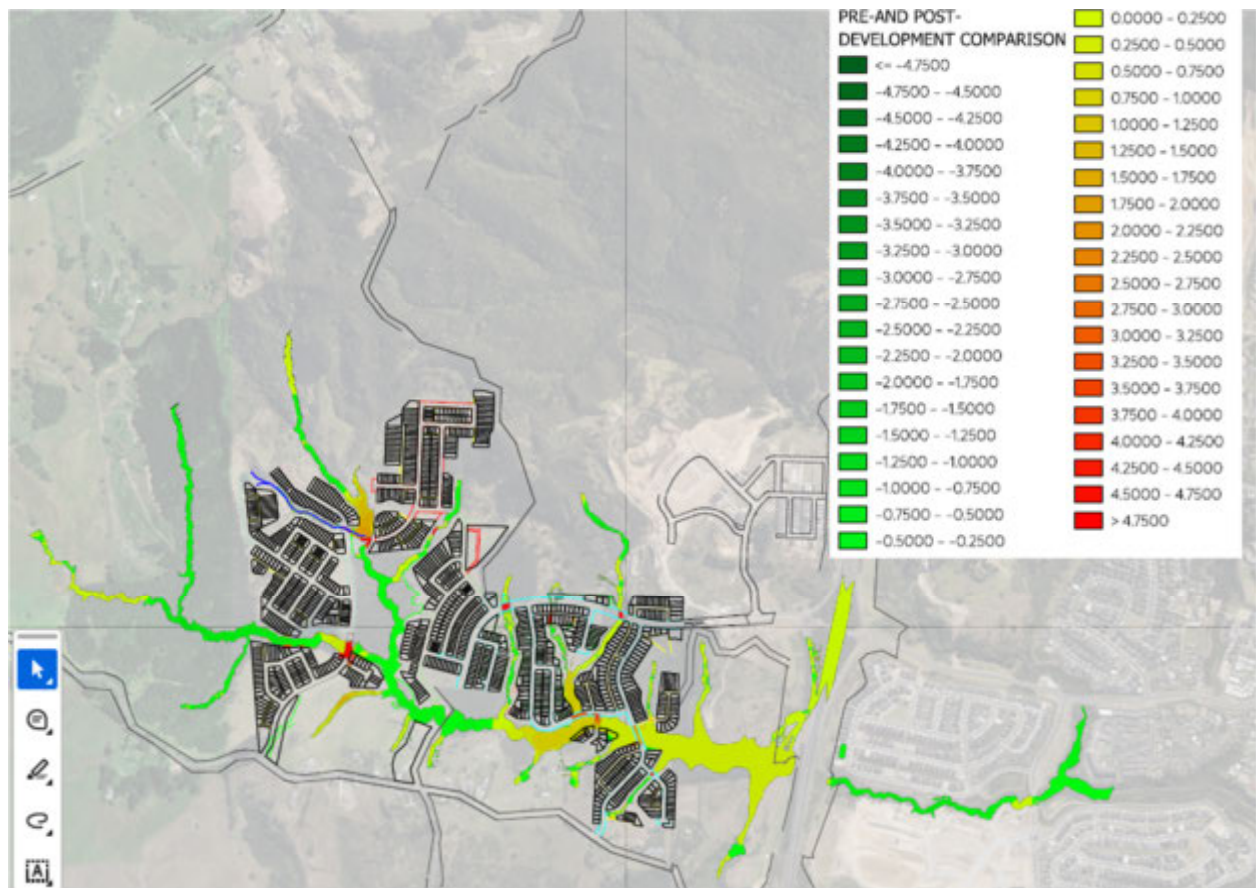 PRE-AND POST-
DEVELOPMENT COMPARISON
<= -4.7500
-4.7500 - -4.5000
-4.5000 - -4.2500
-4.2500 - -4.0000
-4.0000 - -3.7500
-3.7500 - -3.5000
-3.5000 - -3.2500
-3.2500 - -3.0000
-3.0000 - -2.7500
-2.7500 - -2.5000
-2.5000 - -2.2500
-2.2500 - -2.0000
-2.0000 - -1.7500
-1.7500 - -1.5000
-1.5000 - -1.2500
-1.2500 - -1.0000
-1.0000 - -0.7500
-0.7500 - -0.5000
-0.5000 - -0.2500
0.0000 - 0.2500
0.2500 - 0.5000
0.5000 - 0.7500
0.7500 - 1.0000
1.0000 - 1.2500
1.2500 - 1.5000
1.5000 - 1.7500
1.7500 - 2.0000
2.0000 - 2.2500
2.2500 - 2.5000
2.5000 - 2.7500
2.7500 - 3.0000
3.0000 - 3.2500
3.2500 - 3.5000
3.5000 - 3.7500
3.7500 - 4.0000
4.0000 - 4.2500
4.2500 - 4.5000
4.5000 - 4.7500
> 4.7500
A